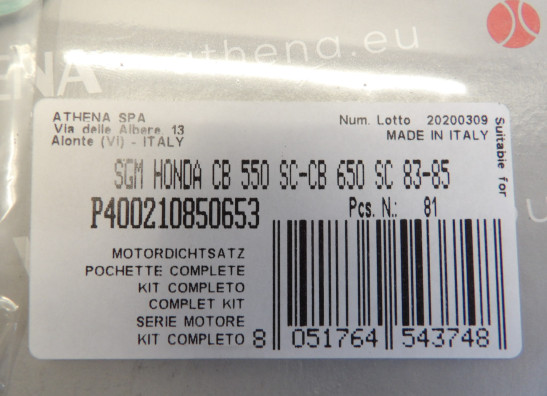 athena.eu
ENA
ATHENA SPA
Via delle Albere, 13
Alonte (VI) - ITALY
Num. Lotto 20200309
MADE IN ITALY
Suitable for
SGM HONDA CB 550 SC-CB 650 SC 83-85
P400210850653
Pcs. N.: 81
MOTORDICHTSATZ
POCHETTE COMPLETE
KIT COMPLETO
COMPLET KIT
SERIE MOTORE
KIT COMPLETO
8 051764 543748